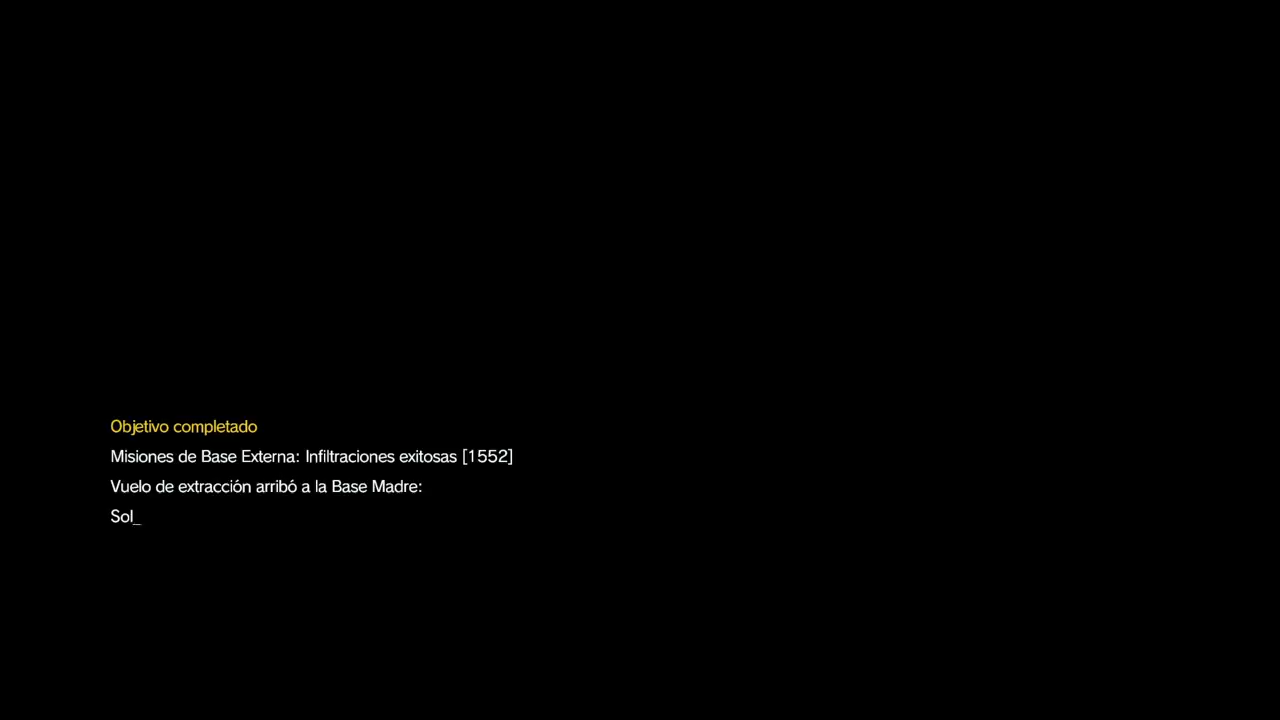 Objetivo completado
Misiones de Base Externa: Infiltraciones exitosas [1552]
Vuelo de extracción arribó a la Base Madre:
Sol_